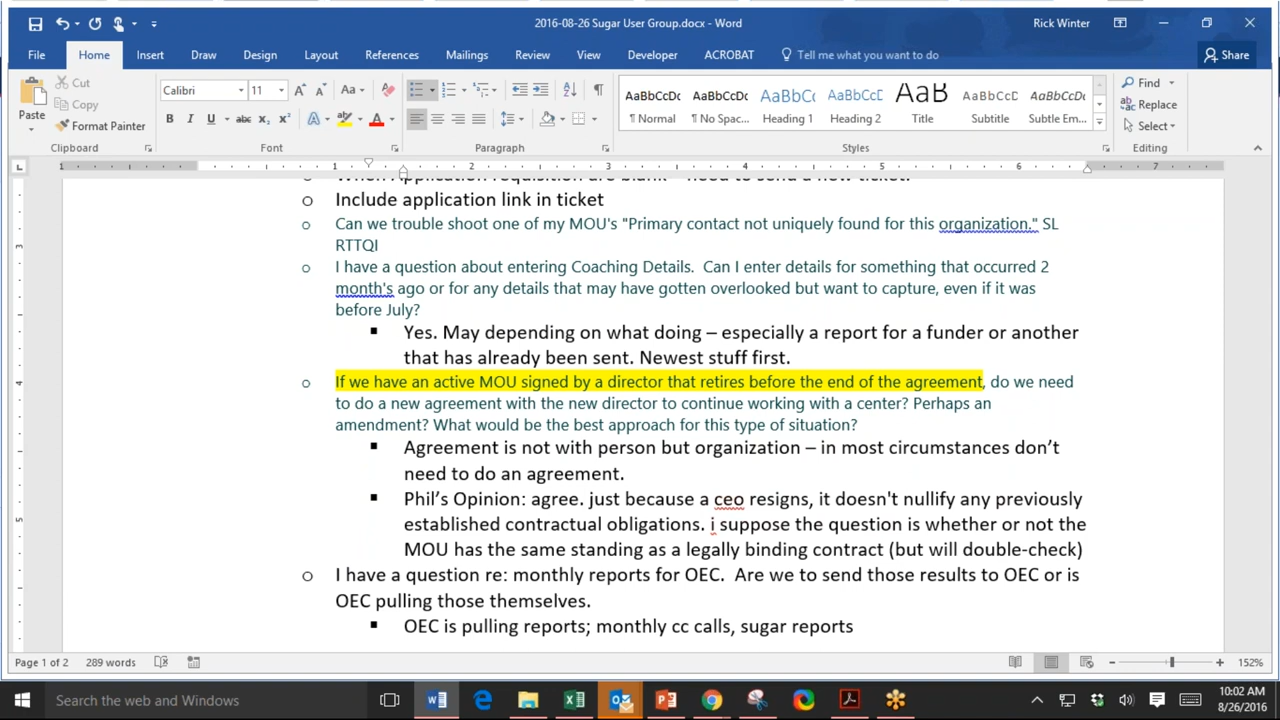 2016-08-26 Sugar User Group.docx - Word
Rick Winter
File Home Insert Draw Design Layout References Mailings Review View Developer ACROBAT Tell me what you want to do Share
Paste
Cut
Copy
Format Painter
Clipboard
Calibri 11
Font
Paragraph
AaBbCcDc AaBbCcDc AaBbCc AaBbCcD AaB AaBbCcD AaBbCcDc
¶ Normal ¶ No Spac... Heading 1 Heading 2 Title Subtitle Subtle Em...
Styles
Find
Replace
Select
Editing
1 1 2 3 4 5 6 7
o Include application link in ticket
o Can we trouble shoot one of my MOU's "Primary contact not uniquely found for this organization." SL
RTTQI
o I have a question about entering Coaching Details. Can I enter details for something that occurred 2
month's ago or for any details that may have gotten overlooked but want to capture, even if it was
before July?
▪ Yes. May depending on what doing – especially a report for a funder or another
that has already been sent. Newest stuff first.
o If we have an active MOU signed by a director that retires before the end of the agreement, do we need
to do a new agreement with the new director to continue working with a center? Perhaps an
amendment? What would be the best approach for this type of situation?
▪ Agreement is not with person but organization – in most circumstances don't
need to do an agreement.
▪ Phil's Opinion: agree. just because a ceo resigns, it doesn't nullify any previously
established contractual obligations. i suppose the question is whether or not the
MOU has the same standing as a legally binding contract (but will double-check)
o I have a question re: monthly reports for OEC. Are we to send those results to OEC or is
OEC pulling those themselves.
▪ OEC is pulling reports; monthly cc calls, sugar reports
Page 1 of 2 289 words 152%
Search the web and Windows
10:02 AM
8/26/2016